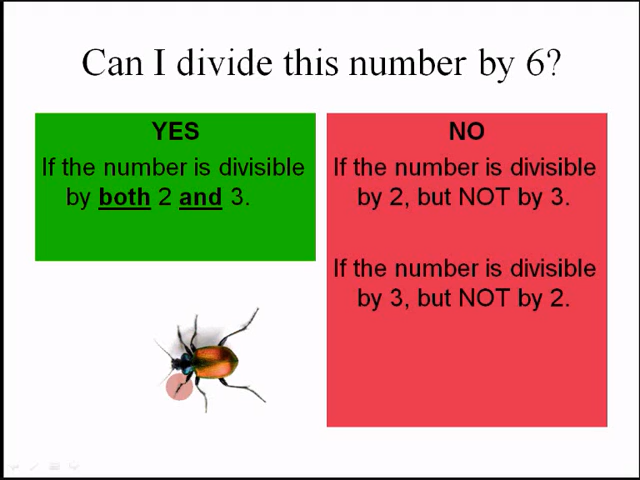 Can I divide this number by 6?
YES
If the number is divisible
by both 2 and 3.
NO
If the number is divisible
by 2, but NOT by 3.
If the number is divisible
by 3, but NOT by 2.